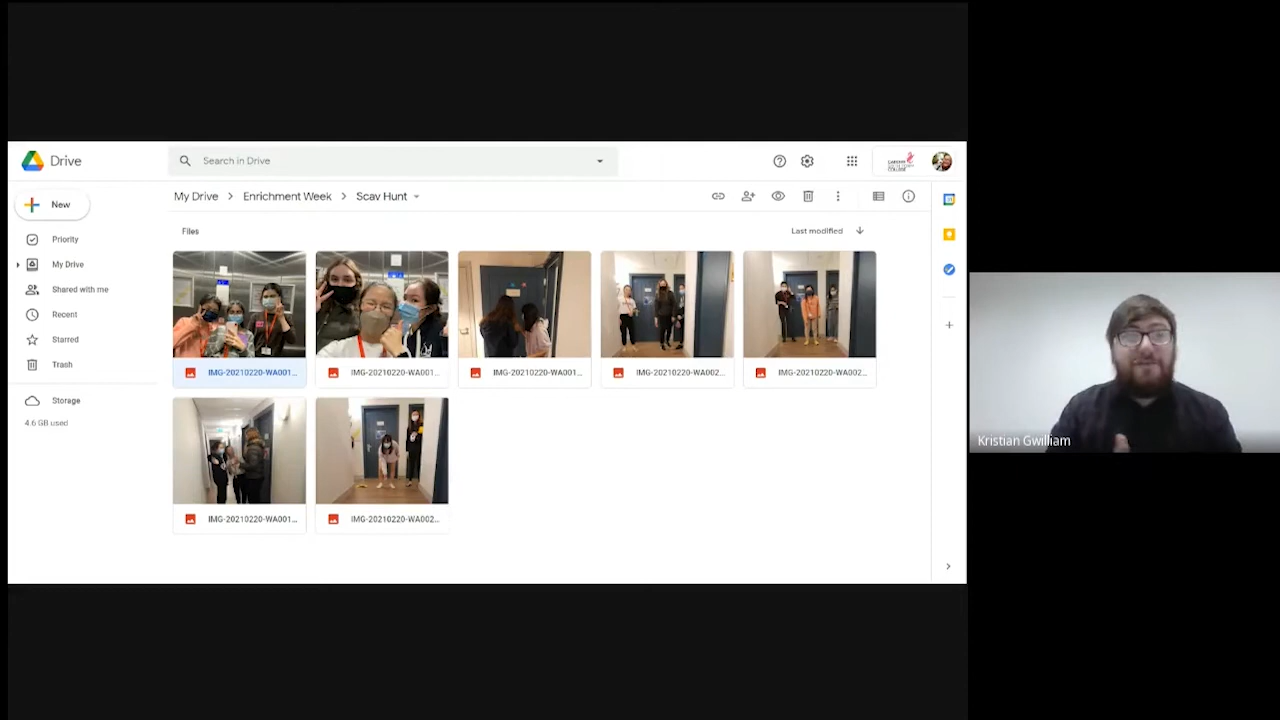 Drive
Search in Drive
New
My Drive
Enrichment Week
Scav Hunt
Priority
My Drive
Shared with me
Recent
Starred
Trash
Storage
4.6 GB used
Files
Last modified
IMG-20210220-WA001...
IMG-20210220-WA001...
IMG-20210220-WA001...
IMG-20210220-WA002...
IMG-20210220-WA002...
IMG-20210220-WA001...
IMG-20210220-WA002...
Kristian Gwilliam